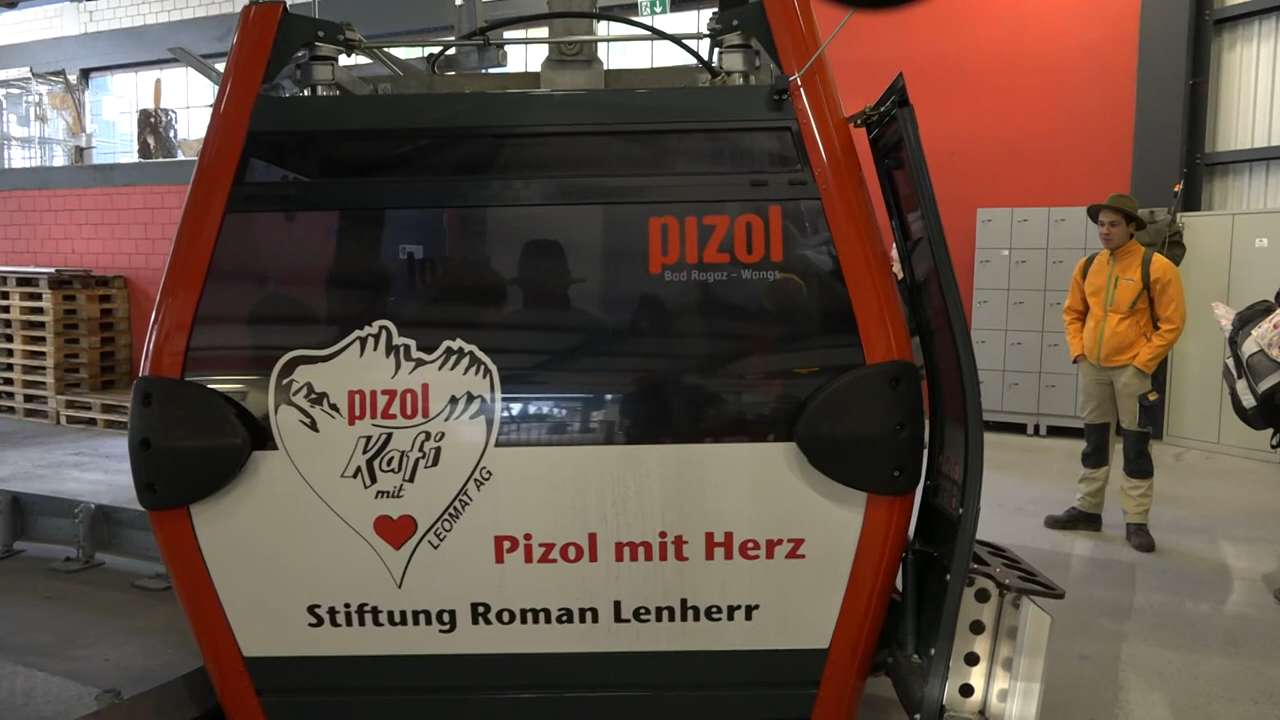 pizol
Bad Ragaz – Wangs
pizol
Kafi
mit
LEOMAT AG
Pizol mit Herz
Stiftung Roman Lenherr